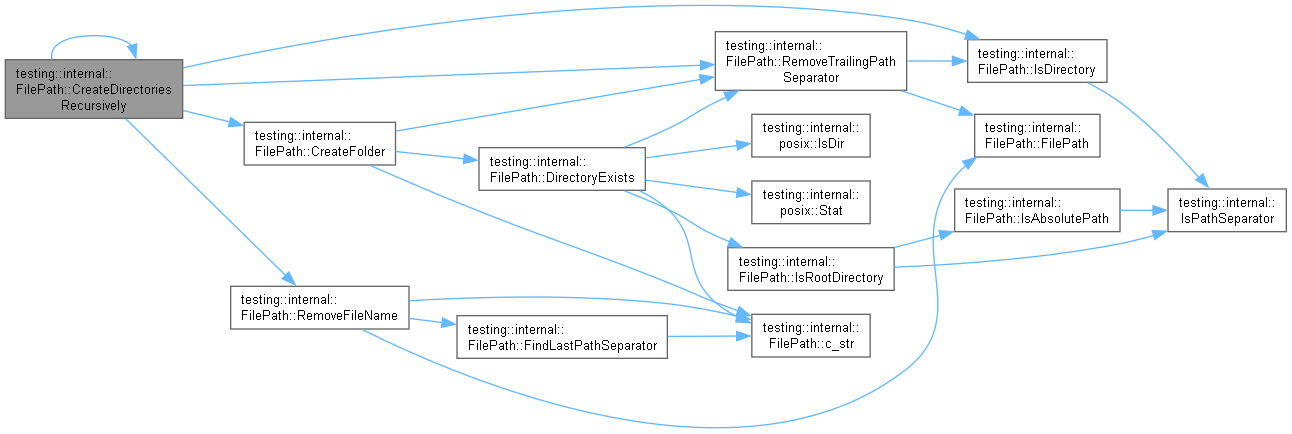 testing::internal::
FilePath::CreateDirectories
Recursively
testing::internal::
FilePath::CreateFolder
testing::internal::
FilePath::RemoveFileName
testing::internal::
FilePath::DirectoryExists
testing::internal::
FilePath::FindLastPathSeparator
testing::internal::
FilePath::RemoveTrailingPath
Separator
testing::internal::
posix::IsDir
testing::internal::
posix::Stat
testing::internal::
FilePath::IsRootDirectory
testing::internal::
FilePath::c_str
testing::internal::
FilePath::IsDirectory
testing::internal::
FilePath::FilePath
testing::internal::
FilePath::IsAbsolutePath
testing::internal::
IsPathSeparator